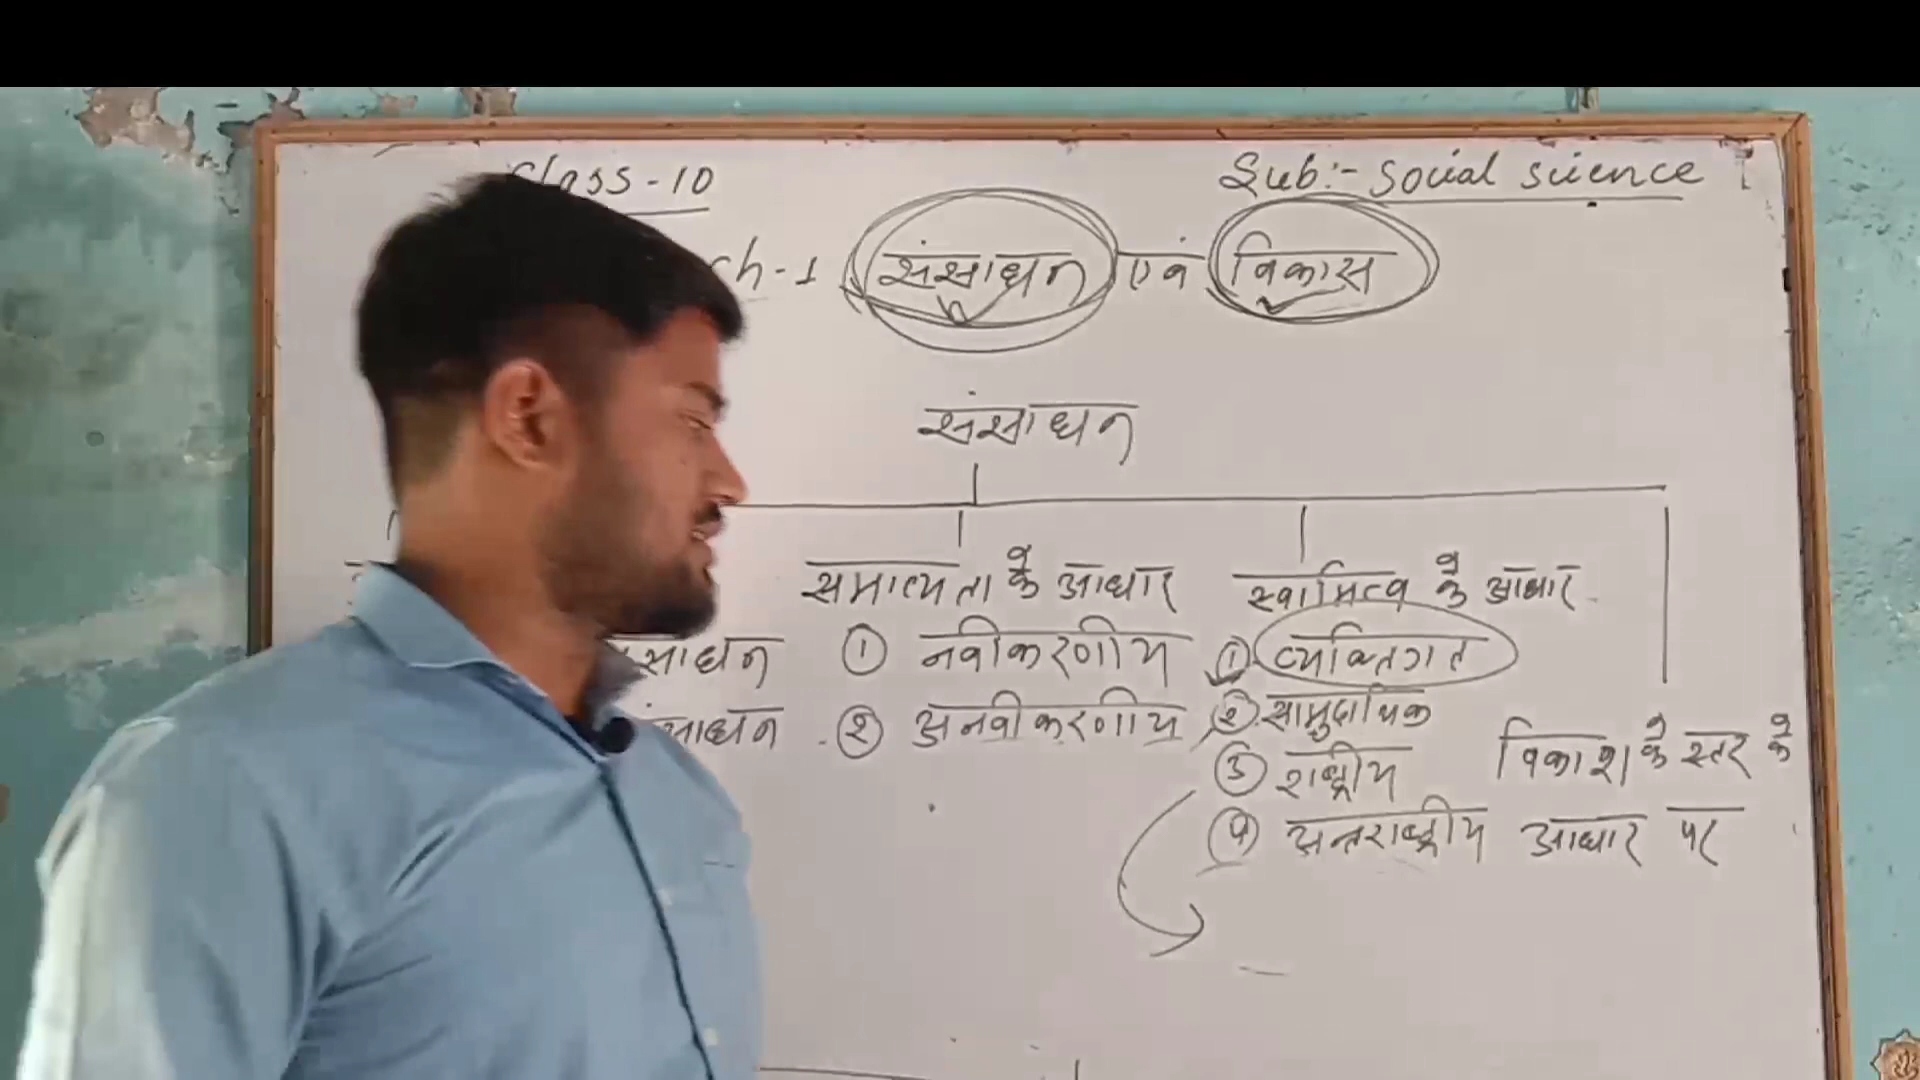 Class-10
Sub:- Social science
ch-1 संसाधन एवं विकास
संसाधन
समाप्यता के आधार
स्वामित्व के आधार
① नवीकरणीय
② अनवीकरणीय
① व्यक्तिगत
② सामुदायिक
③ राष्ट्रीय
④ अन्तराष्ट्रीय
विकाश के स्तर के
आधार पर